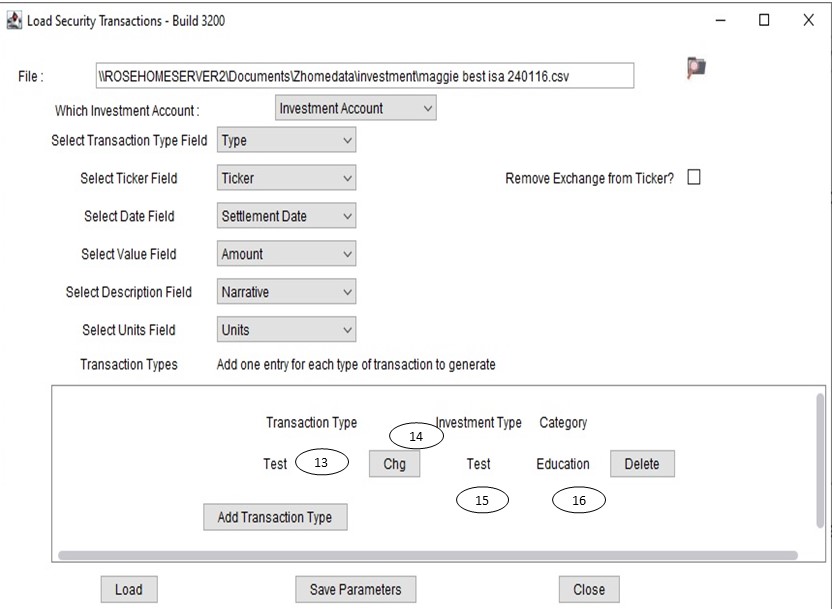 Load Security Transactions - Build 3200
File :
\\ROSEHOMESERVER2\Documents\Zhomedata\investment\maggie best isa 240116.csv
Which Investment Account :
Investment Account
Select Transaction Type Field
Type
Select Ticker Field
Ticker
Remove Exchange from Ticker?
Select Date Field
Settlement Date
Select Value Field
Amount
Select Description Field
Narrative
Select Units Field
Units
Transaction Types
Add one entry for each type of transaction to generate
Transaction Type
Investment Type
Category
14
Test
13
Chg
Test
Education
Delete
15
16
Add Transaction Type
Load
Save Parameters
Close